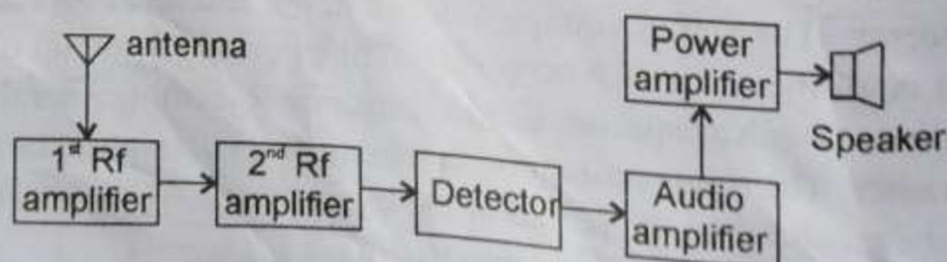 antenna
1st Rf
amplifier
2nd Rf
amplifier
Detector
Audio
amplifier
Power
amplifier
Speaker